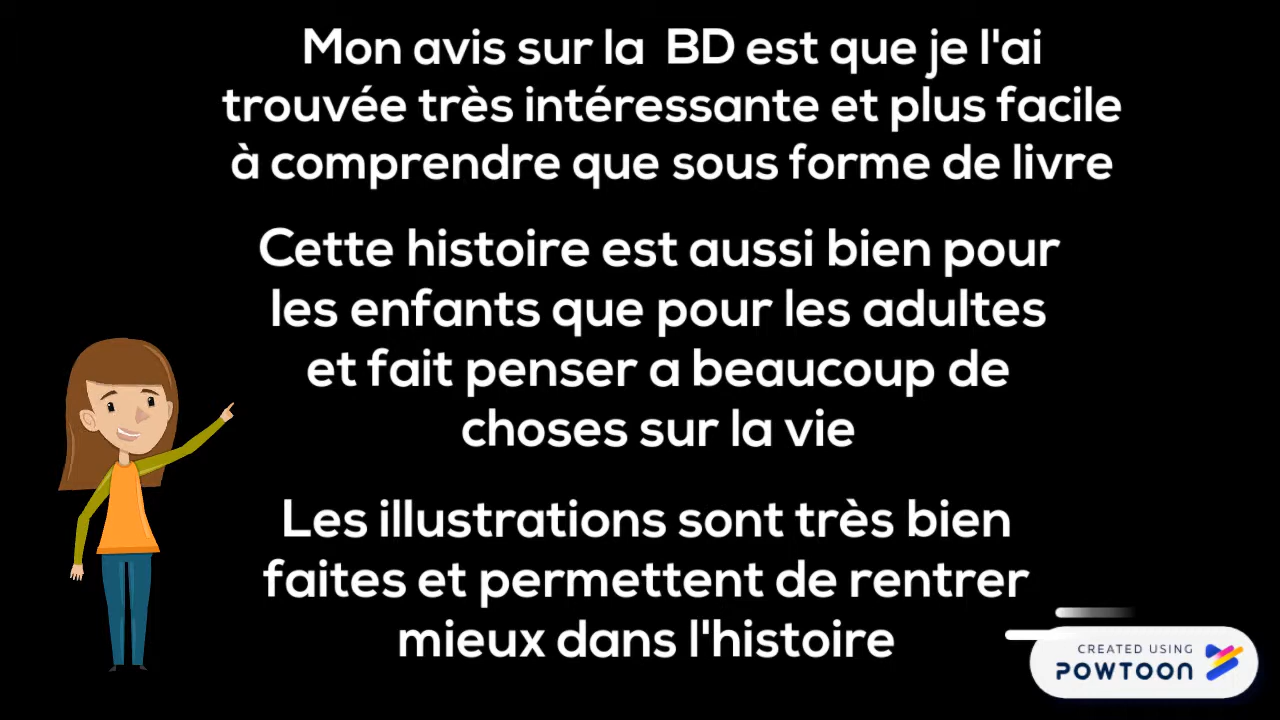 Mon avis sur la  BD est que je l'ai
trouvée très intéressante et plus facile
à comprendre que sous forme de livre
Cette histoire est aussi bien pour
les enfants que pour les adultes
et fait penser a beaucoup de
choses sur la vie
Les illustrations sont très bien
faites et permettent de rentrer
mieux dans l'histoire
CREATED USING
POWTOON